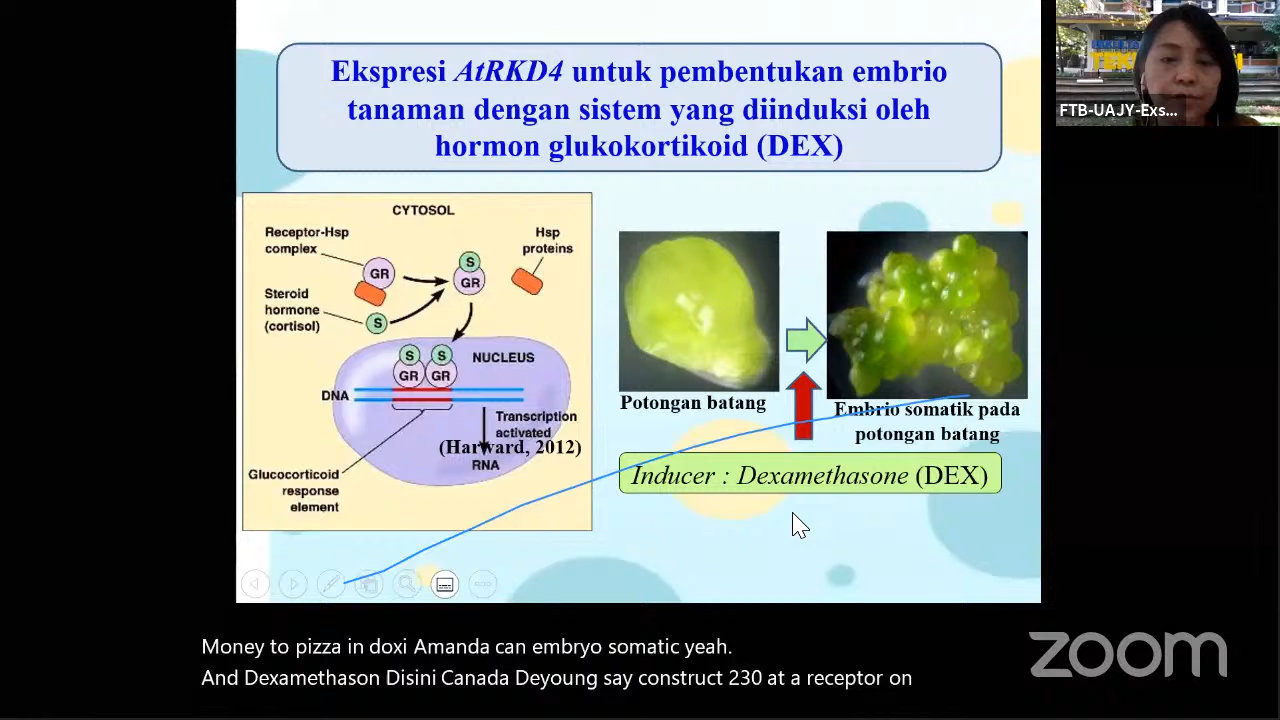 Ekspresi AtRKD4 untuk pembentukan embrio
tanaman dengan sistem yang diinduksi oleh
hormon glukokortikoid (DEX)
FTB-UAJY-Exs...
CYTOSOL
Receptor-Hsp
complex
Hsp
proteins
GR
S
GR
Steroid
hormone
(cortisol)
S
S
S
NUCLEUS
GR
GR
DNA
Transcription
activated
(Harward, 2012)
RNA
Glucocorticoid
response
element
Potongan batang
Embrio somatik pada
potongan batang
Inducer : Dexamethasone (DEX)
Money to pizza in doxi Amanda can embryo somatic yeah.
And Dexamethason Disini Canada Deyoung say construct 230 at a receptor on
zoom